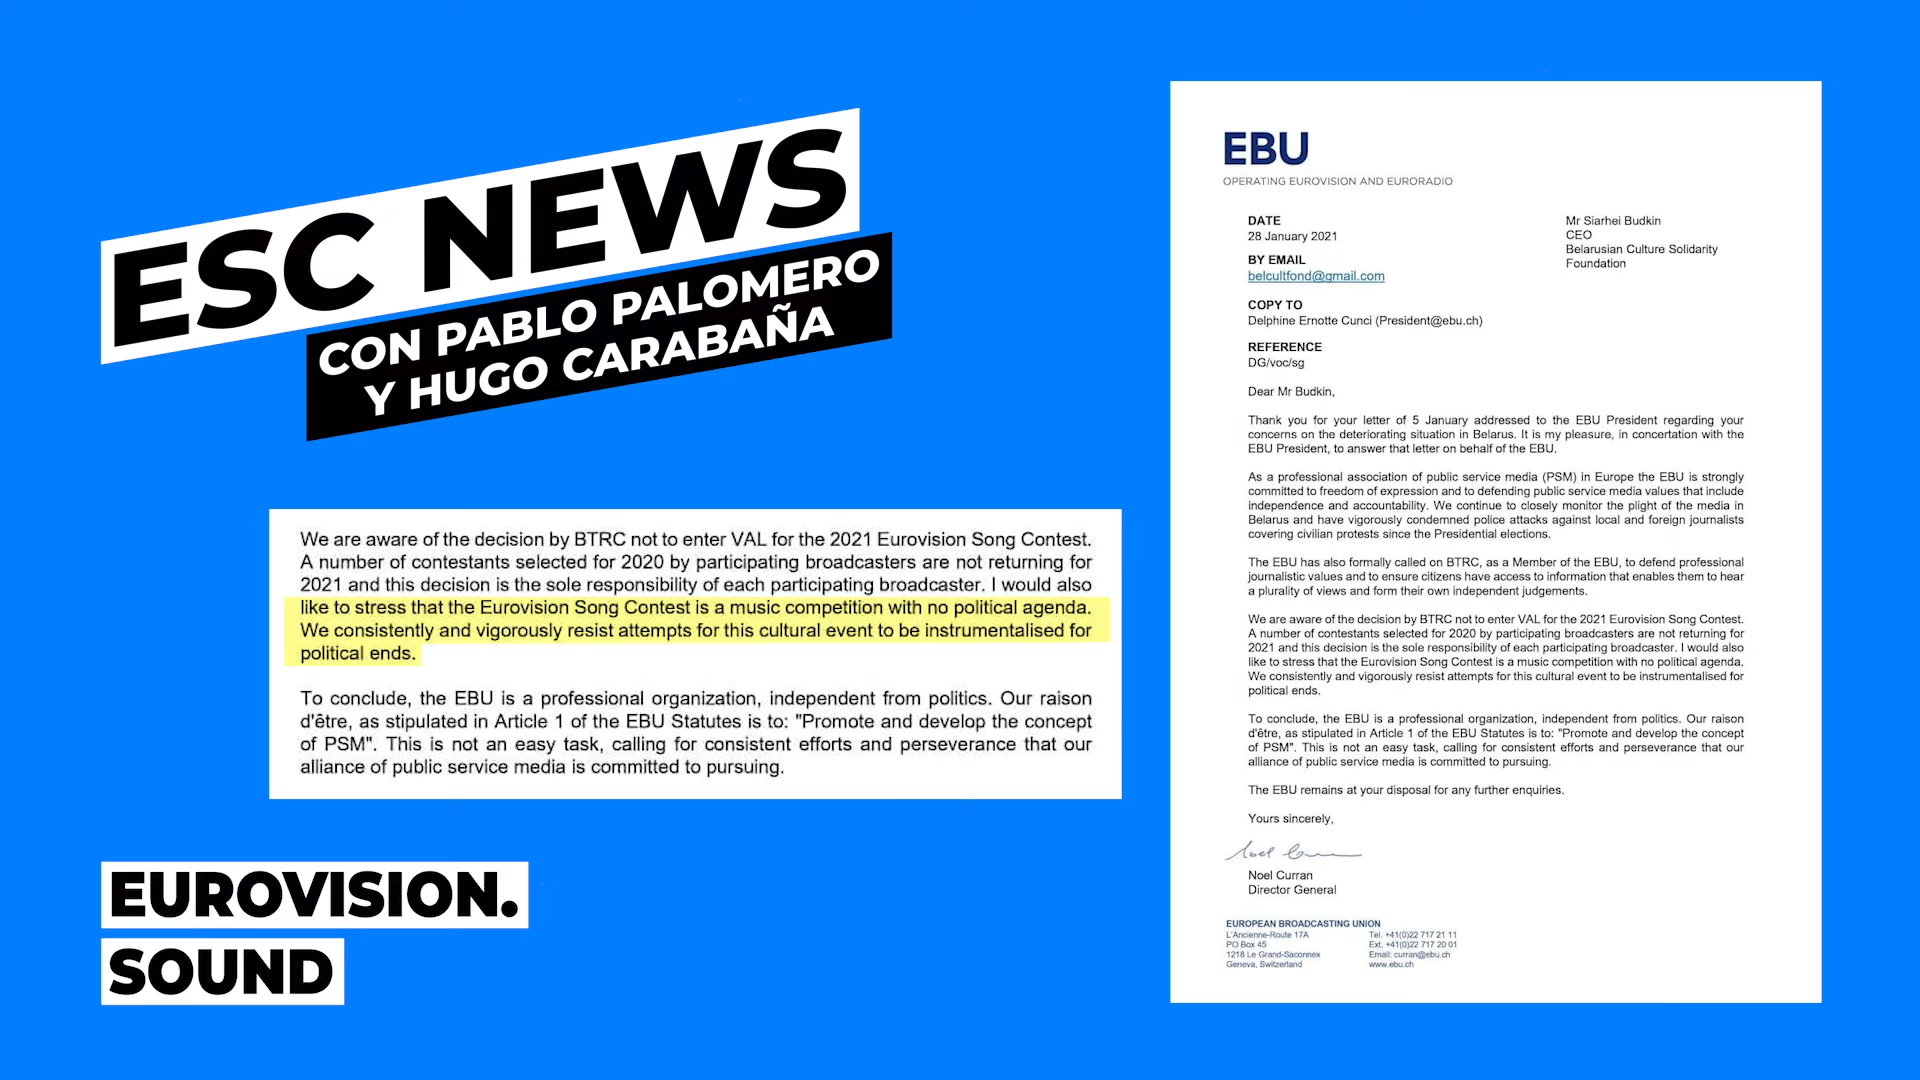 ESC NEWS
CON PABLO PALOMERO
Y HUGO CARABAÑA
We are aware of the decision by BTRC not to enter VAL for the 2021 Eurovision Song Contest.
A number of contestants selected for 2020 by participating broadcasters are not returning for
2021 and this decision is the sole responsibility of each participating broadcaster. I would also
like to stress that the Eurovision Song Contest is a music competition with no political agenda.
We consistently and vigorously resist attempts for this cultural event to be instrumentalised for
political ends.
To conclude, the EBU is a professional organization, independent from politics. Our raison
d'être, as stipulated in Article 1 of the EBU Statutes is to: "Promote and develop the concept
of PSM". This is not an easy task, calling for consistent efforts and perseverance that our
alliance of public service media is committed to pursuing.
EUROVISION.
SOUND
EBU
OPERATING EUROVISION AND EURORADIO
DATE
28 January 2021
BY EMAIL
belcultfond@gmail.com
COPY TO
Delphine Ernotte Cunci (President@ebu.ch)
REFERENCE
DG/voc/sg
Mr Siarhei Budkin
CEO
Belarusian Culture Solidarity
Foundation
Dear Mr Budkin,
Thank you for your letter of 5 January addressed to the EBU President regarding your
concerns on the deteriorating situation in Belarus. It is my pleasure, in concertation with the
EBU President, to answer that letter on behalf of the EBU.
As a professional association of public service media (PSM) in Europe the EBU is strongly
committed to freedom of expression and to defending public service media values that include
independence and accountability. We continue to closely monitor the plight of the media in
Belarus and have vigorously condemned police attacks against local and foreign journalists
covering civilian protests since the Presidential elections.
The EBU has also formally called on BTRC, as a Member of the EBU, to defend professional
journalistic values and to ensure citizens have access to information that enables them to hear
a plurality of views and form their own independent judgements.
We are aware of the decision by BTRC not to enter VAL for the 2021 Eurovision Song Contest.
A number of contestants selected for 2020 by participating broadcasters are not returning for
2021 and this decision is the sole responsibility of each participating broadcaster. I would also
like to stress that the Eurovision Song Contest is a music competition with no political agenda.
We consistently and vigorously resist attempts for this cultural event to be instrumentalised for
political ends.
To conclude, the EBU is a professional organization, independent from politics. Our raison
d'être, as stipulated in Article 1 of the EBU Statutes is to: "Promote and develop the concept
of PSM". This is not an easy task, calling for consistent efforts and perseverance that our
alliance of public service media is committed to pursuing.
The EBU remains at your disposal for any further enquiries.
Yours sincerely,
Noel Curran
Noel Curran
Director General
EUROPEAN BROADCASTING UNION
L'Ancienne-Route 17A
PO Box 45
1218 Le Grand-Saconnex
Geneva, Switzerland
Tel. +41(0)22 717 21 11
Ext. +41(0)22 717 20 01
Email: curran@ebu.ch
www.ebu.ch